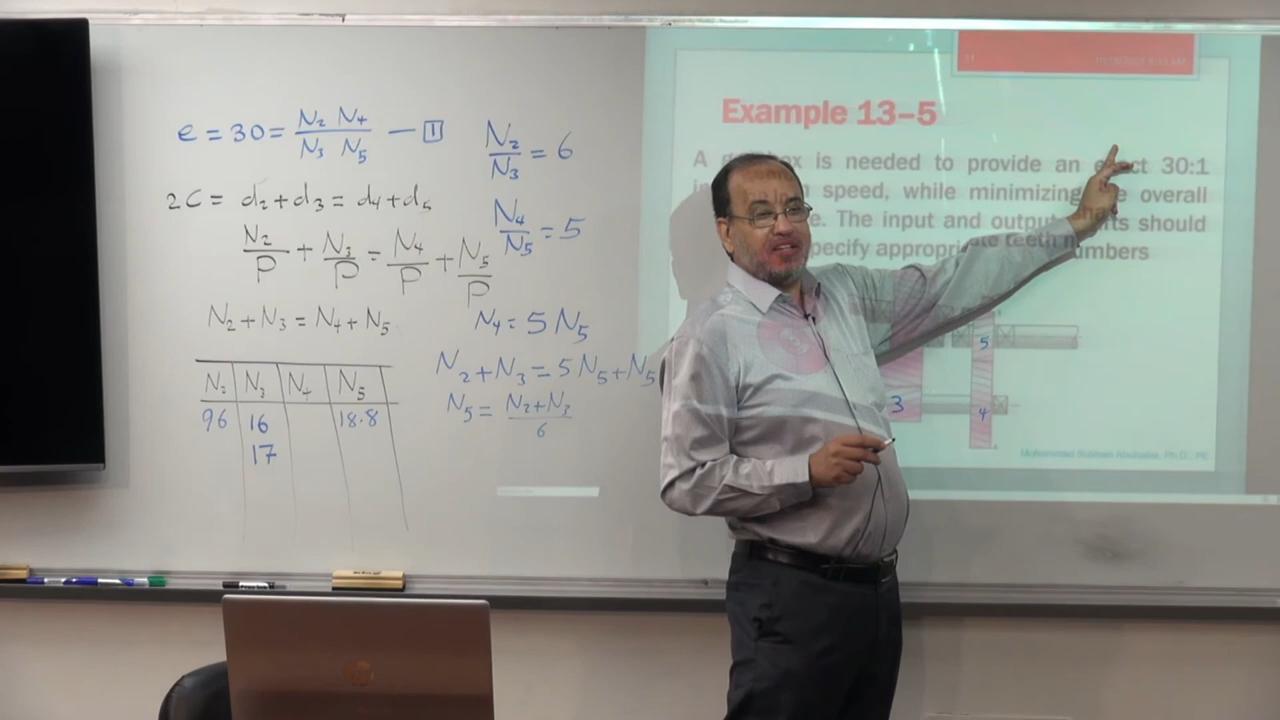 e = 30 = N2 N4 / N3 N5 — 1
2C = d2 + d3 = d4 + d5
N2/P + N3/P = N4/P + N5/P
N2 + N3 = N4 + N5
N2 N3 N4 N5
96 16 18.8
17
N2/N3 = 6
N4/N5 = 5
N4 = 5 N5
N2 + N3 = 5 N5 + N5
N5 = N2 + N3 / 6
31
Example 13–5
A is needed to provide an exact 30:1
speed, while minimizing overall
The input and output shafts should
specify appropriate teeth numbers
5
3
4
Ph.D., PE